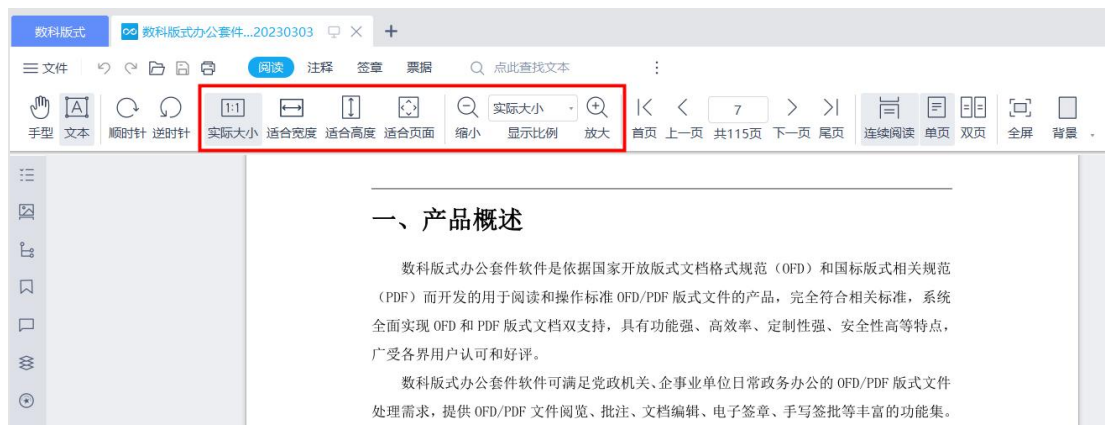 数科版式 数科版式办公套件...20230303
文件 阅读 注释 签章 票据 点此查找文本
1:1 实际大小 7
手型 文本 顺时针 逆时针 实际大小 适合宽度 适合高度 适合页面 缩小 显示比例 放大 首页 上一页 共115页 下一页 尾页 连续阅读 单页 双页 全屏 背景
一、产品概述
数科版式办公套件软件是依据国家开放版式文档格式规范（OFD）和国标版式相关规范
（PDF）而开发的用于阅读和操作标准 OFD/PDF 版式文件的产品，完全符合相关标准，系统
全面实现 OFD 和 PDF 版式文档双支持，具有功能强、高效率、定制性强、安全性高等特点，
广受各界用户认可和好评。
数科版式办公套件软件可满足党政机关、企事业单位日常政务办公的 OFD/PDF 版式文件
处理需求，提供 OFD/PDF 文件阅览、批注、文档编辑、电子签章、手写签批等丰富的功能集。